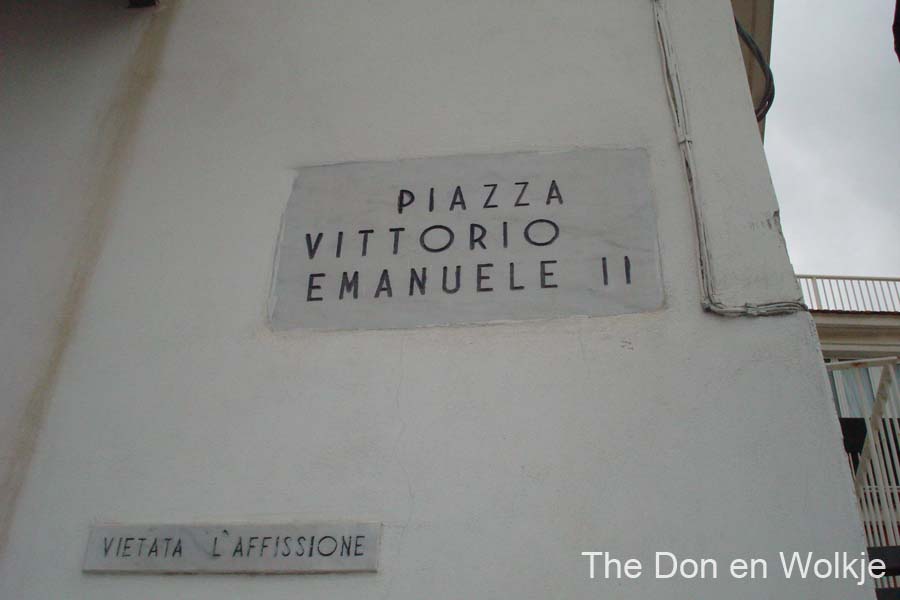 PIAZZA
VITTORIO
EMANUELE II
VIETATA L'AFFISSIONE
The Don en Wolkje